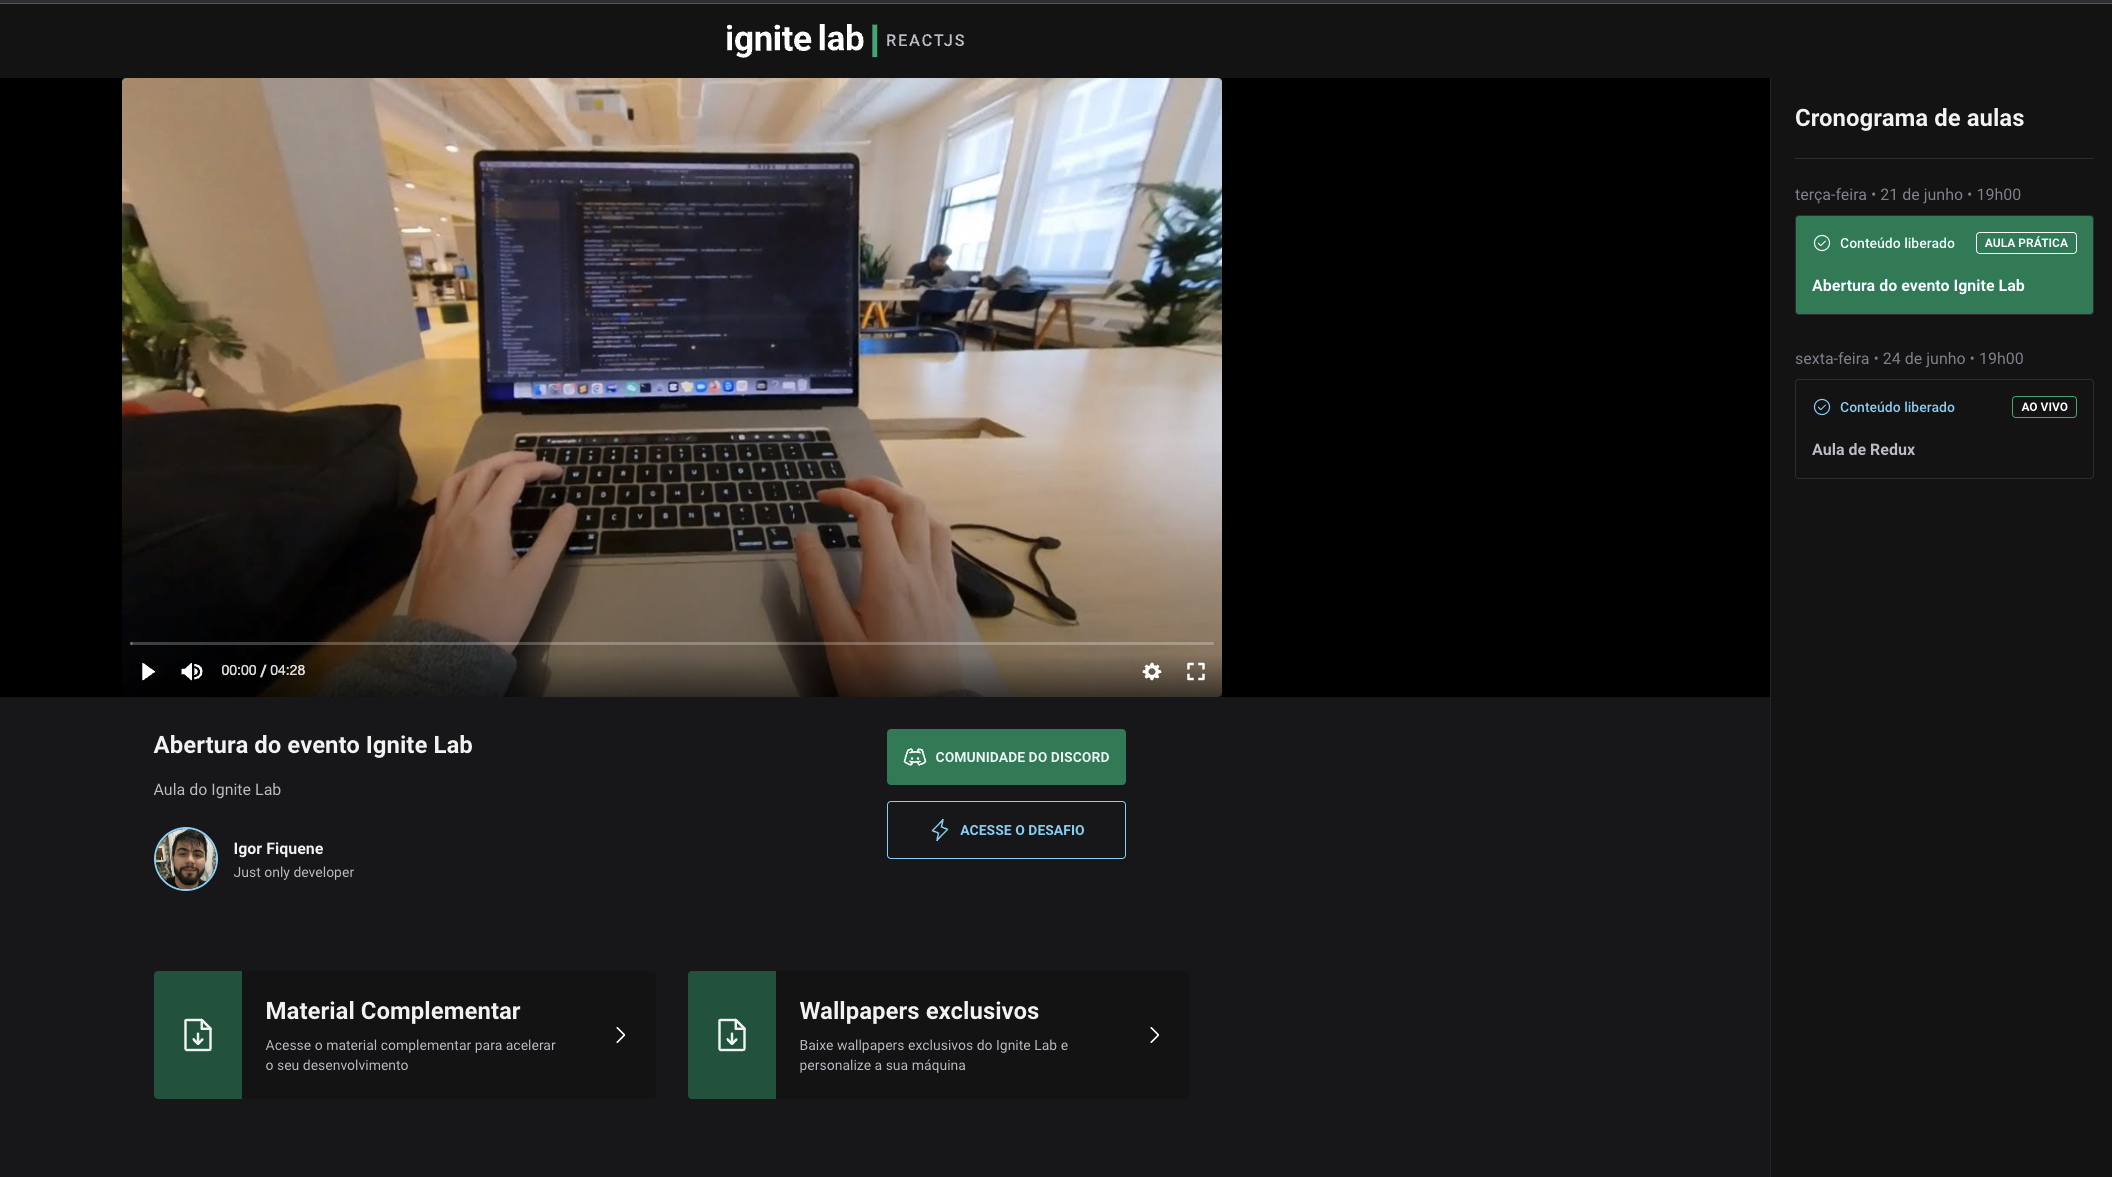 ignite lab | REACTJS
00:00 / 04:28
Abertura do evento Ignite Lab
Aula do Ignite Lab
Igor Fiquene
Just only developer
COMUNIDADE DO DISCORD
ACESSE O DESAFIO
Material Complementar
Acesse o material complementar para acelerar
o seu desenvolvimento
Wallpapers exclusivos
Baixe wallpapers exclusivos do Ignite Lab e
personalize a sua máquina
Cronograma de aulas
terça-feira • 21 de junho • 19h00
Conteúdo liberado AULA PRÁTICA
Abertura do evento Ignite Lab
sexta-feira • 24 de junho • 19h00
Conteúdo liberado AO VIVO
Aula de Redux